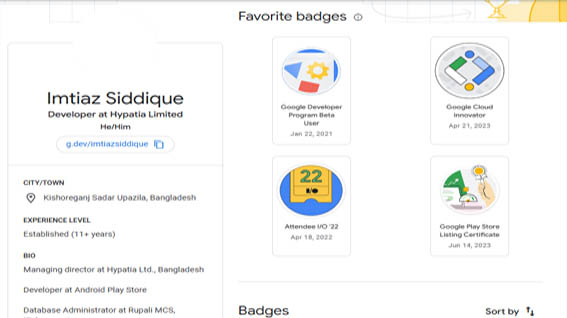 Favorite badges
Imtiaz Siddique
Developer at Hypatia Limited
He/Him
g.dev/imtiazsiddique
CITY/TOWN
Kishoreganj Sadar Upazila, Bangladesh
EXPERIENCE LEVEL
Established (11+ years)
BIO
Managing director at Hypatia Ltd., Bangladesh
Developer at Android Play Store
Database Administrator at Rupali MCS,
Google Developer
Program Beta
User
Jan 22, 2021
Google Cloud
Innovator
Apr 21, 2023
22
I/O
Attendee I/O '22
Apr 18, 2022
Google Play Store
Listing Certificate
Jun 14, 2023
Badges
Sort by